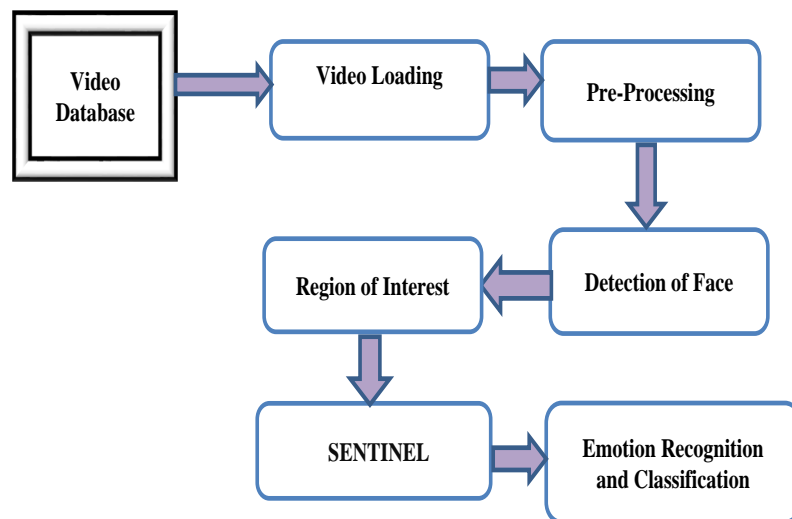 Video
Database
Video Loading
Pre-Processing
Detection of Face
Region of Interest
SENTINEL
Emotion Recognition
and Classification